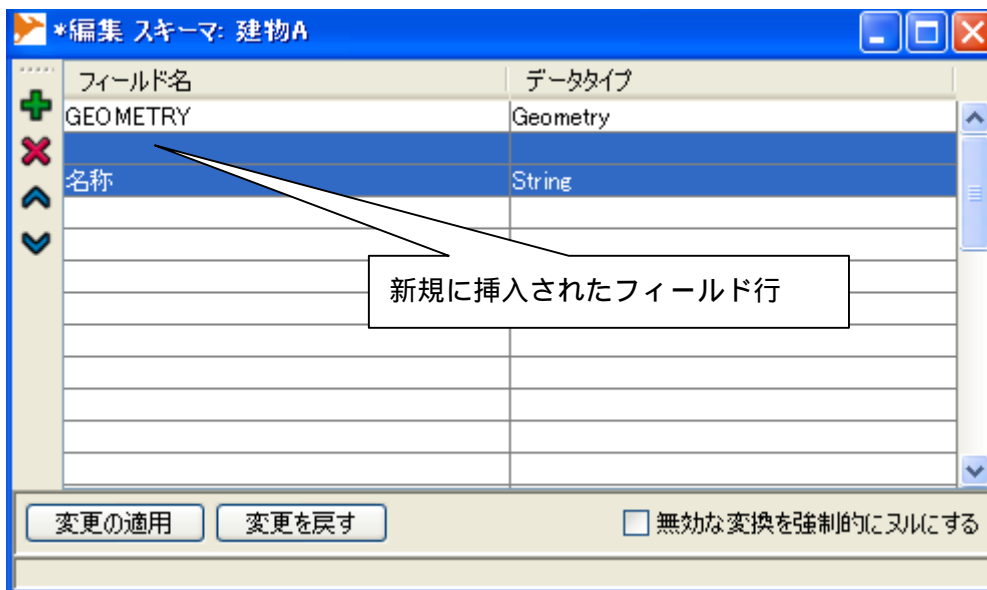 *編集 スキーマ: 建物A
フィールド名 データタイプ
GEOMETRY Geometry
名称 String
新規に挿入されたフィールド行
変更の適用 変更を戻す 無効な変換を強制的にヌルにする